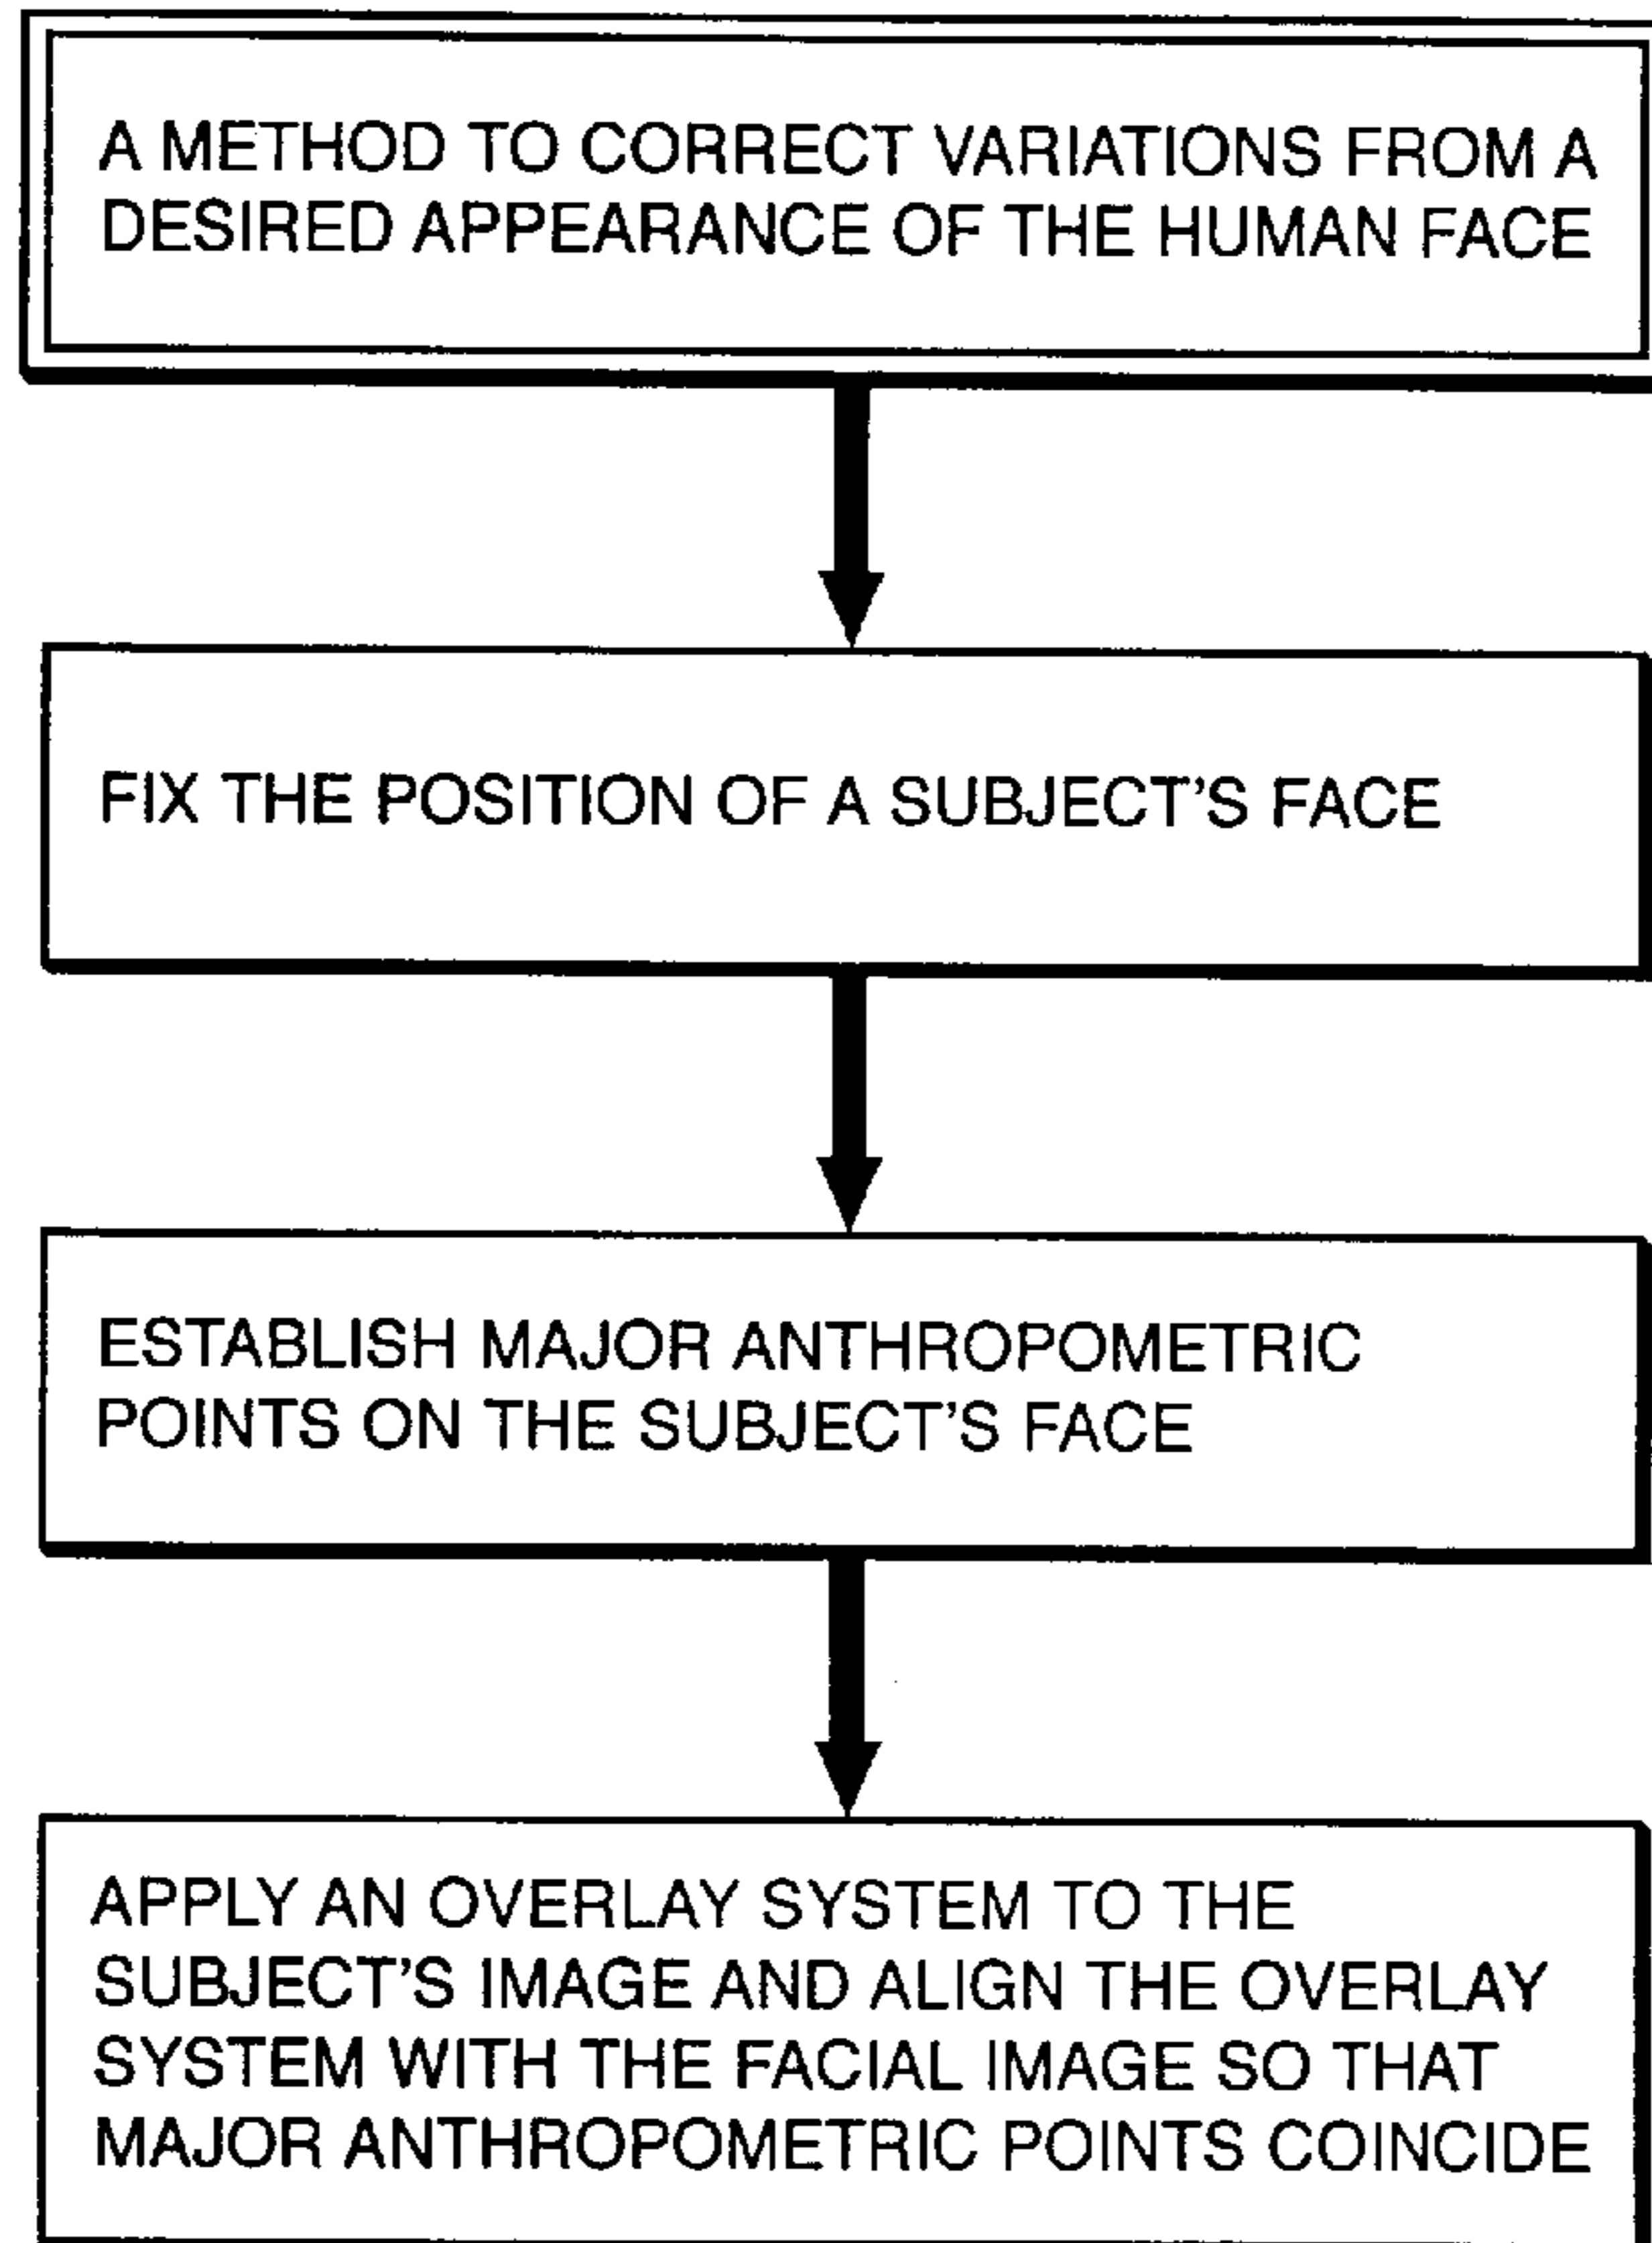 A METHOD TO CORRECT VARIATIONS FROM A
DESIRED APPEARANCE OF THE HUMAN FACE
FIX THE POSITION OF A SUBJECT'S FACE
ESTABLISH MAJOR ANTHROPOMETRIC
POINTS ON THE SUBJECT'S FACE
APPLY AN OVERLAY SYSTEM TO THE
SUBJECT'S IMAGE AND ALIGN THE OVERLAY
SYSTEM WITH THE FACIAL IMAGE SO THAT
MAJOR ANTHROPOMETRIC POINTS COINCIDE